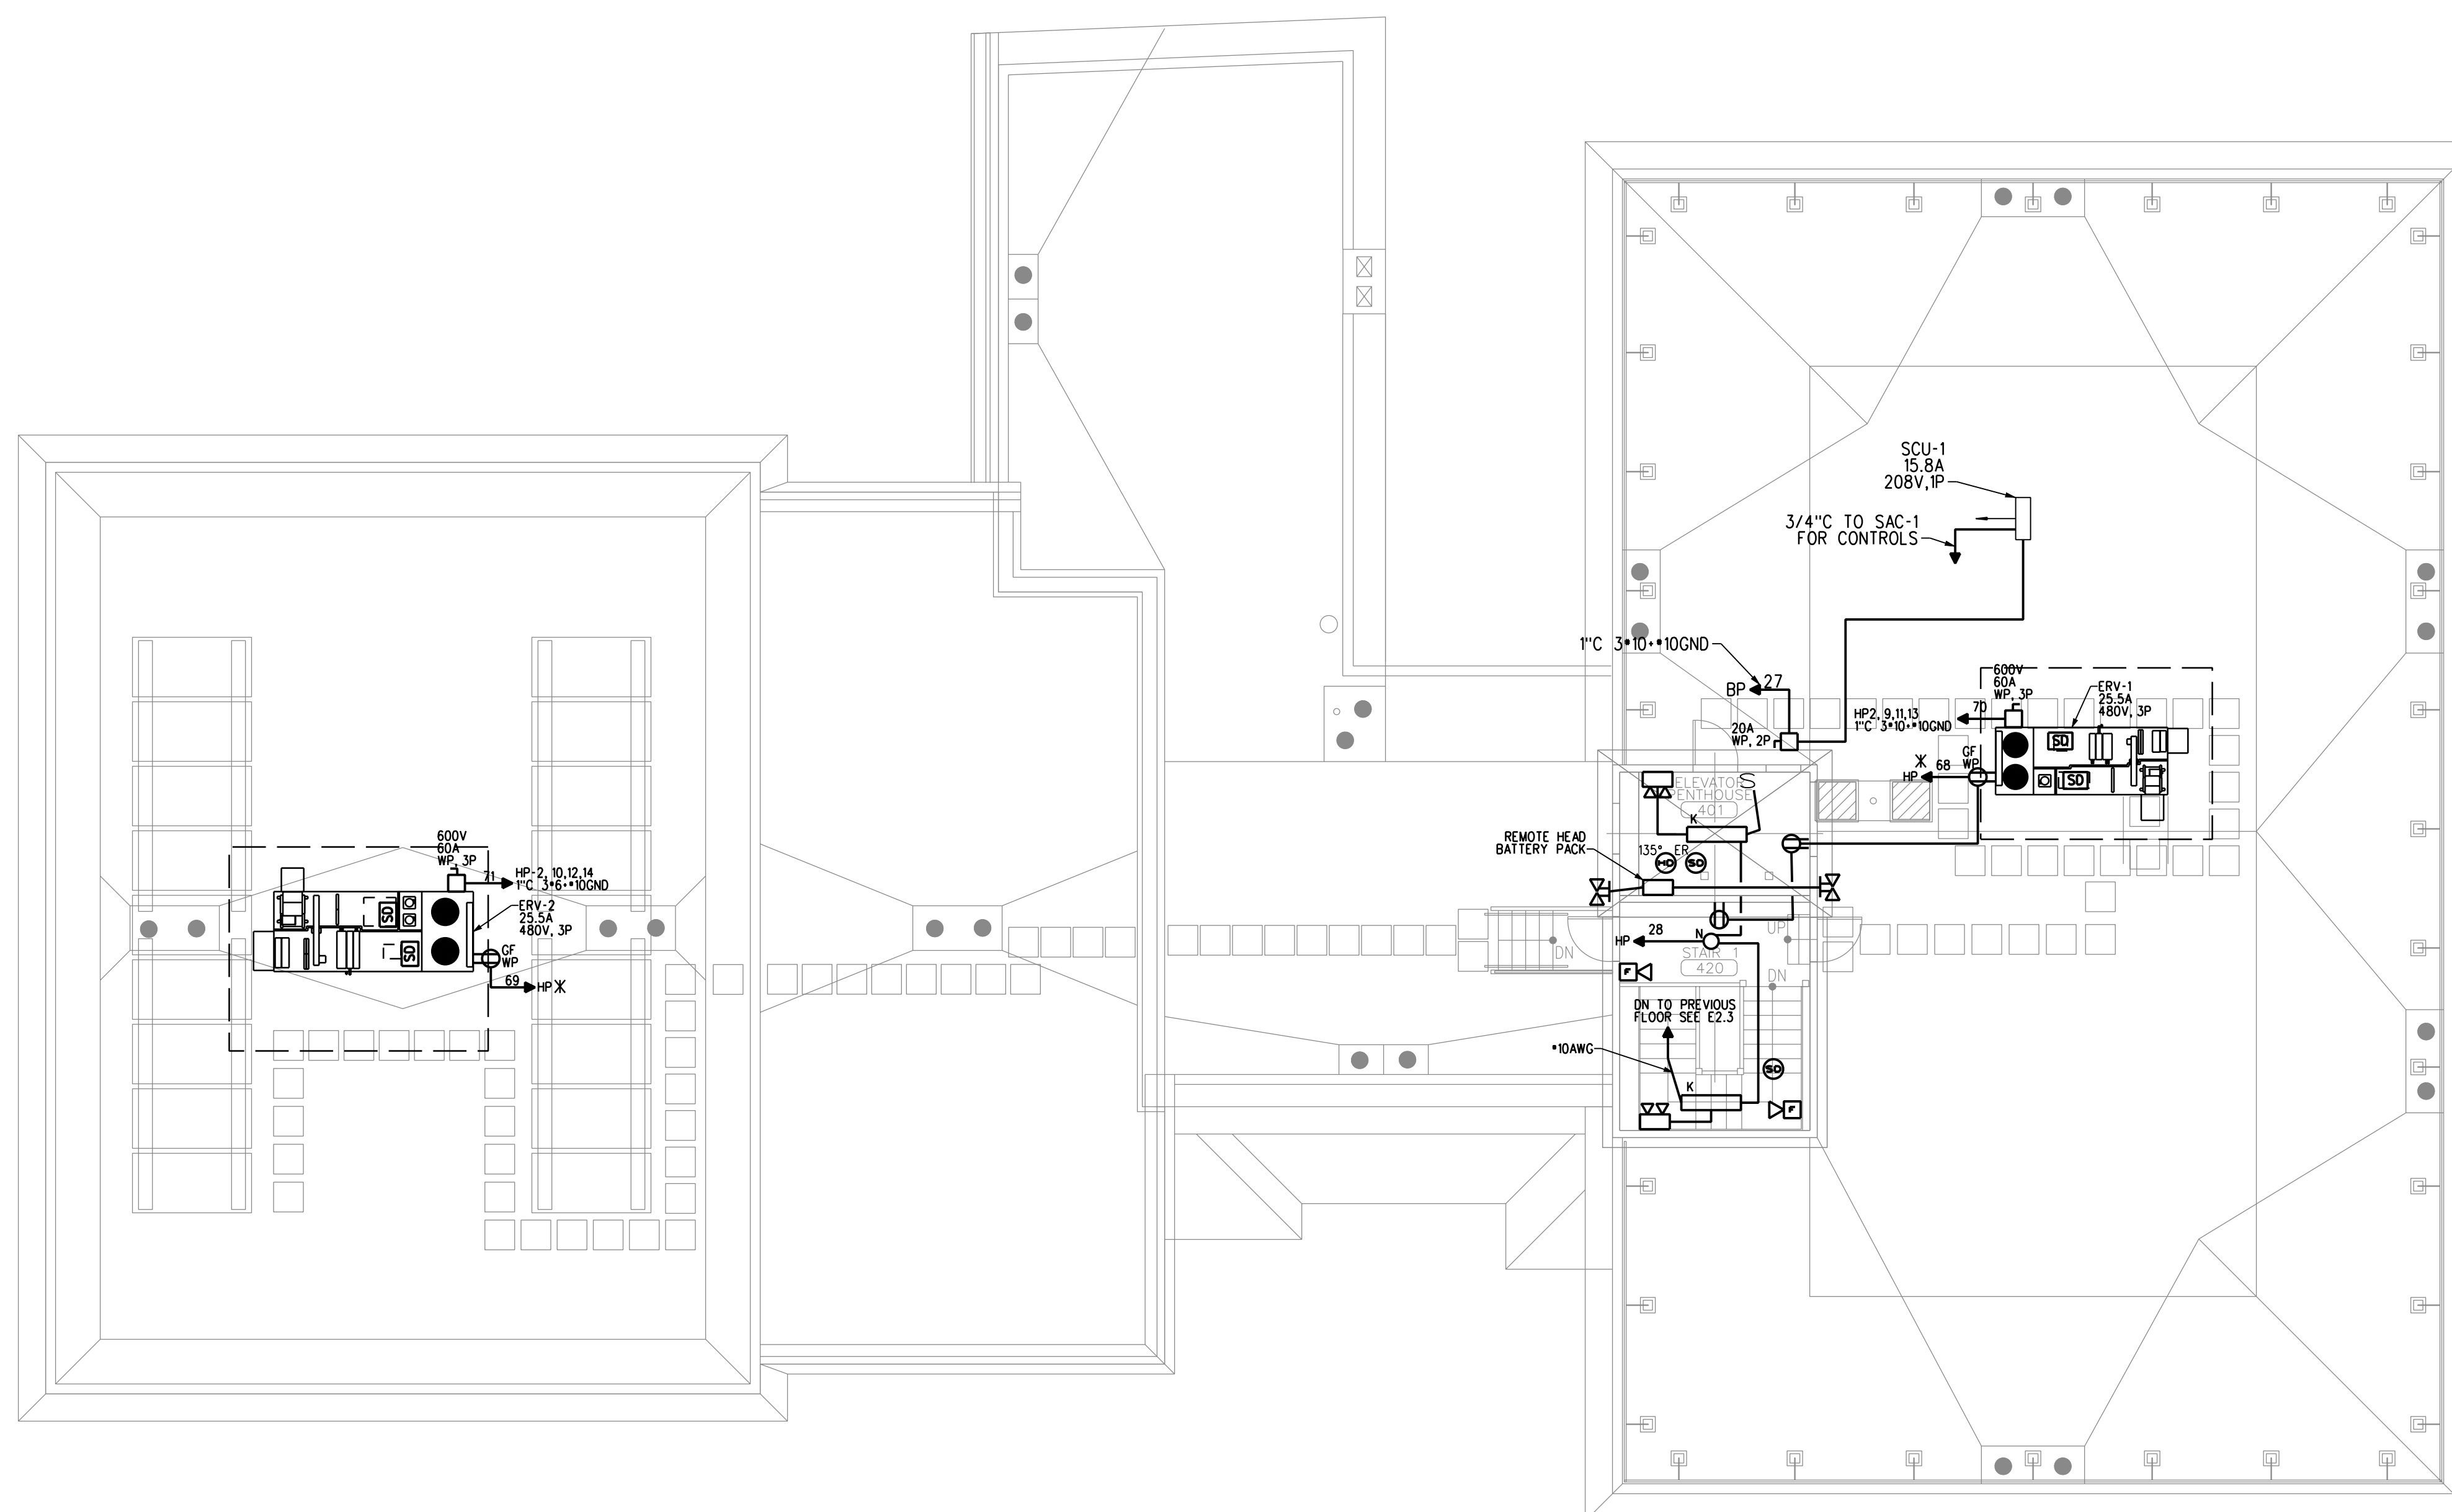 SCU-1
15.8A
208V,1P
3/4"C TO SAC-1
FOR CONTROLS
1"C 3#10+#10GND
BP
27
20A
WP, 2P
600V
60A
WP, 3P
ERV-1
25.5A
480V, 3P
70
HP2, 9,11,13
1"C 3#10+#10GND
GF
WP
68
HP
SD
SD
ELEVATOR
PENTHOUSE
401
S
K
REMOTE HEAD
BATTERY PACK
135° ER
HD
SD
28
HP
N
UP
DN
STAIR 1
420
DN
F
DN TO PREVIOUS
FLOOR SEE E2.3
#10AWG
SD
K
F
600V
60A
WP, 3P
71
HP-2, 10,12,14
1"C 3#6+#10GND
ERV-2
25.5A
480V, 3P
SD
SD
GF
WP
69
HP